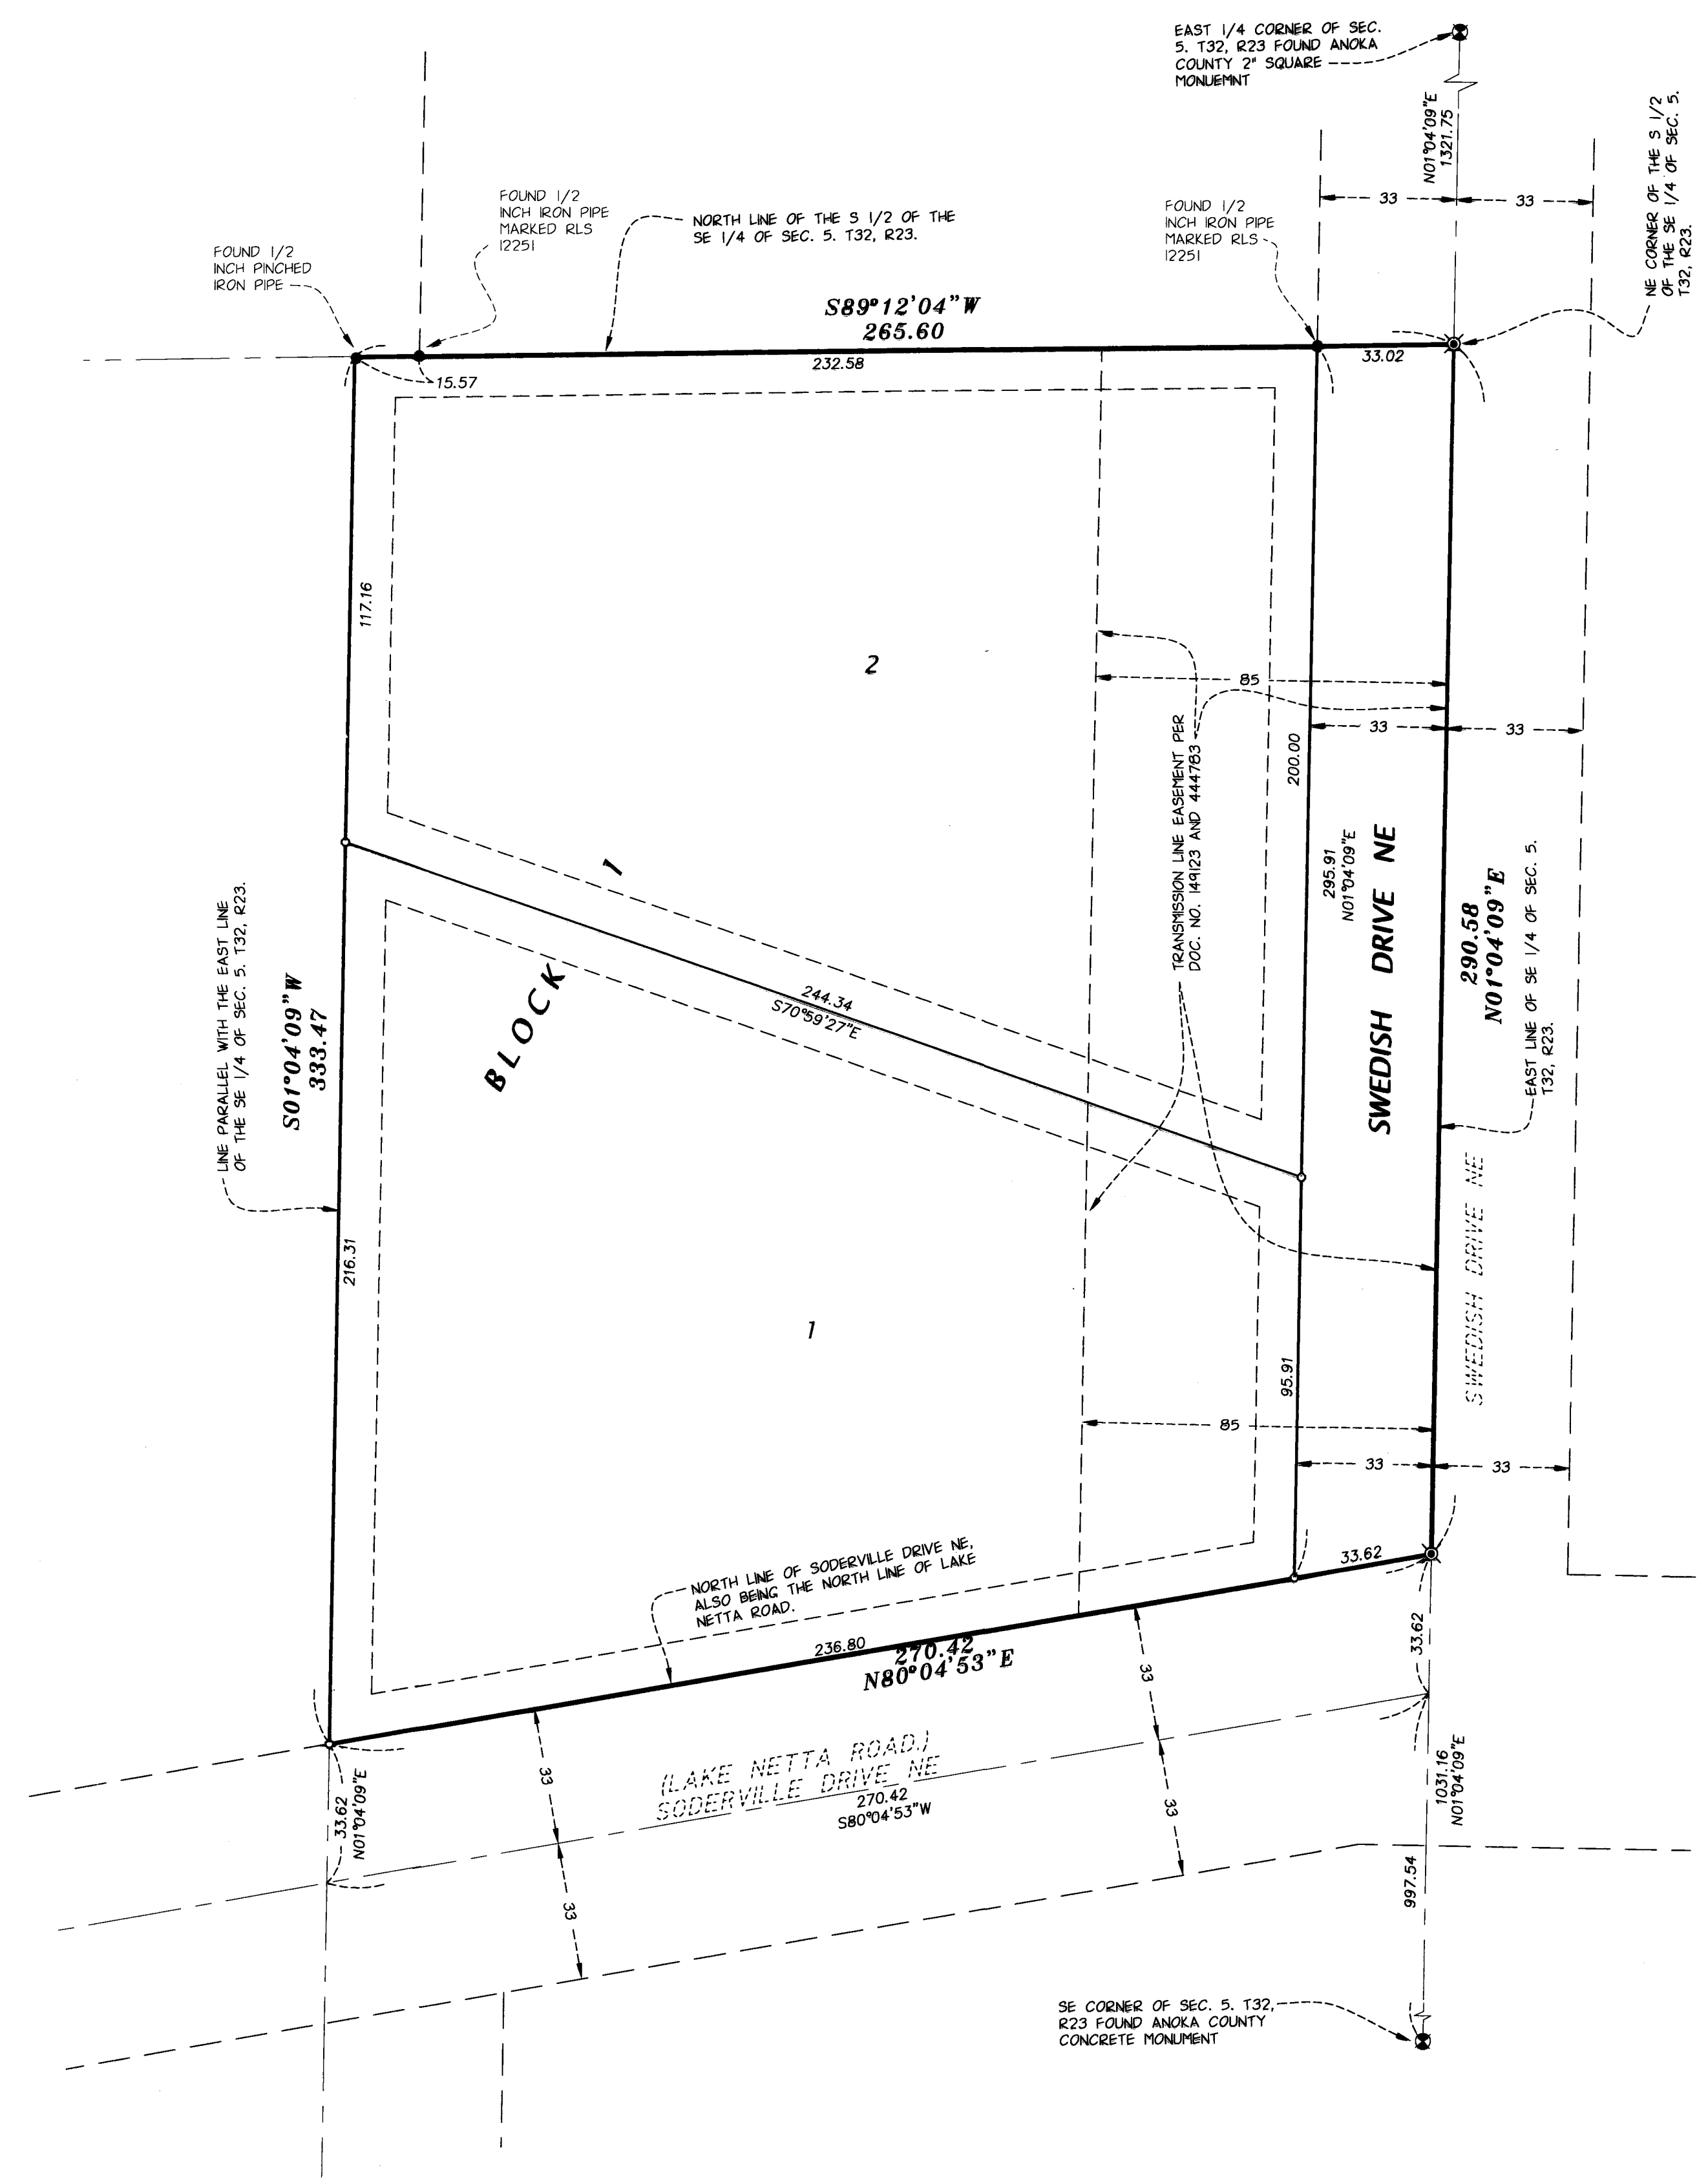 EAST 1/4 CORNER OF SEC.
5. T32, R23 FOUND ANOKA
COUNTY 2" SQUARE
MONUEMNT
N01°04'09"E
1321.75
NE CORNER OF THE S 1/2
OF THE SE 1/4 OF SEC. 5.
T32, R23.
33
33
FOUND 1/2
INCH IRON PIPE
MARKED RLS
12251
NORTH LINE OF THE S 1/2 OF THE
SE 1/4 OF SEC. 5. T32, R23.
FOUND 1/2
INCH IRON PIPE
MARKED RLS
12251
FOUND 1/2
INCH PINCHED
IRON PIPE
S89°12'04"W
265.60
232.58
33.02
15.57
117.16
2
85
33
33
TRANSMISSION LINE EASEMENT PER
DOC. NO. 149123 AND 444783
200.00
295.91
N01°04'09"E
SWEDISH DRIVE NE
290.58
N01°04'09"E
EAST LINE OF SE 1/4 OF SEC. 5.
T32, R23.
LINE PARALLEL WITH THE EAST LINE
OF THE SE 1/4 OF SEC. 5. T32, R23.
S01°04'09"W
333.47
BLOCK 1
244.34
S70°59'27"E
SWEDISH DRIVE NE
216.31
1
95.91
85
33
33
NORTH LINE OF SODERVILLE DRIVE NE,
ALSO BEING THE NORTH LINE OF LAKE
NETTA ROAD.
33.62
236.80
270.42
N80°04'53"E
33.62
33
33
(LAKE NETTA ROAD.)
SODERVILLE DRIVE NE
270.42
S80°04'53"W
33.62
N01°04'09"E
33
33
1031.16
N01°04'09"E
997.54
SE CORNER OF SEC. 5. T32,
R23 FOUND ANOKA COUNTY
CONCRETE MONUMENT